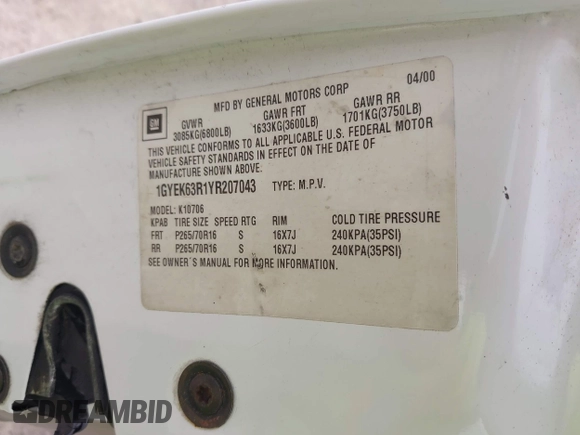 MFD BY GENERAL MOTORS CORP 04/00
GM
GVWR GAWR FRT GAWR RR
3085KG(6800LB) 1633KG(3600LB) 1701KG(3750LB)
THIS VEHICLE CONFORMS TO ALL APPLICABLE U.S. FEDERAL MOTOR
VEHICLE SAFETY STANDARDS IN EFFECT ON THE DATE OF
MANUFACTURE SHOWN ABOVE.
1GYEK63R1YR207043 TYPE: M.P.V.
MODEL: K10706
KPAB TIRE SIZE SPEED RTG RIM COLD TIRE PRESSURE
FRT P265/70R16 S 16X7J 240KPA(35PSI)
RR P265/70R16 S 16X7J 240KPA(35PSI)
SEE OWNER'S MANUAL FOR MORE INFORMATION.
DREAMBID